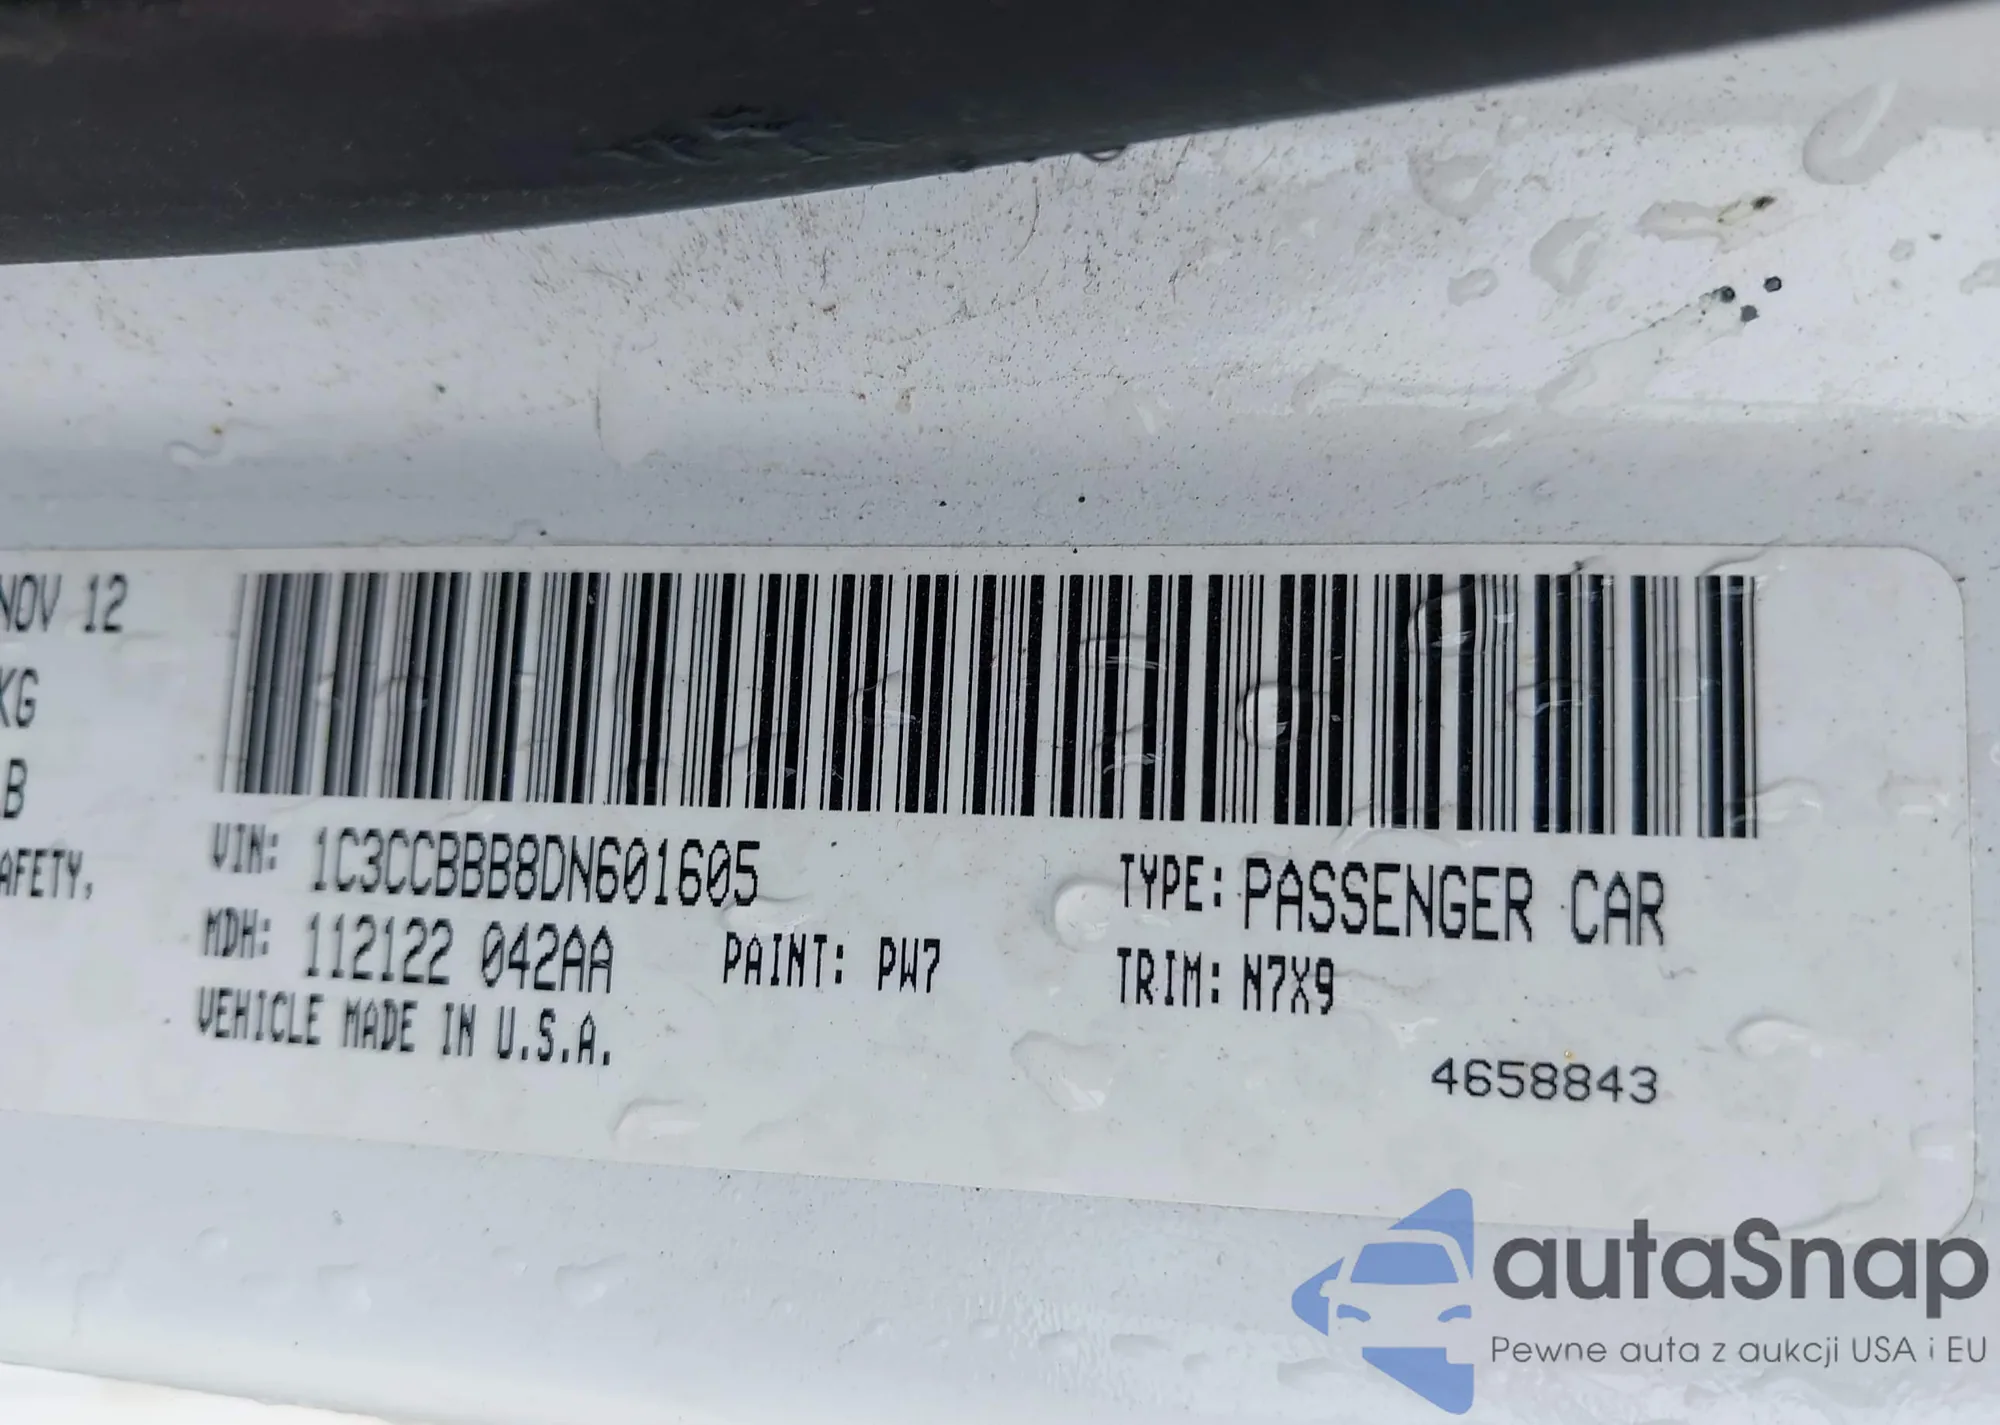 NOV 12
KG
LB
AFETY,
VIN: 1C3CCBBB8DN601605
TYPE: PASSENGER CAR
MDH: 112122 042AA
PAINT: PW7
TRIM: N7X9
VEHICLE MADE IN U.S.A.
4658843
autaSnap
Pewne auta z aukcji USA i EU